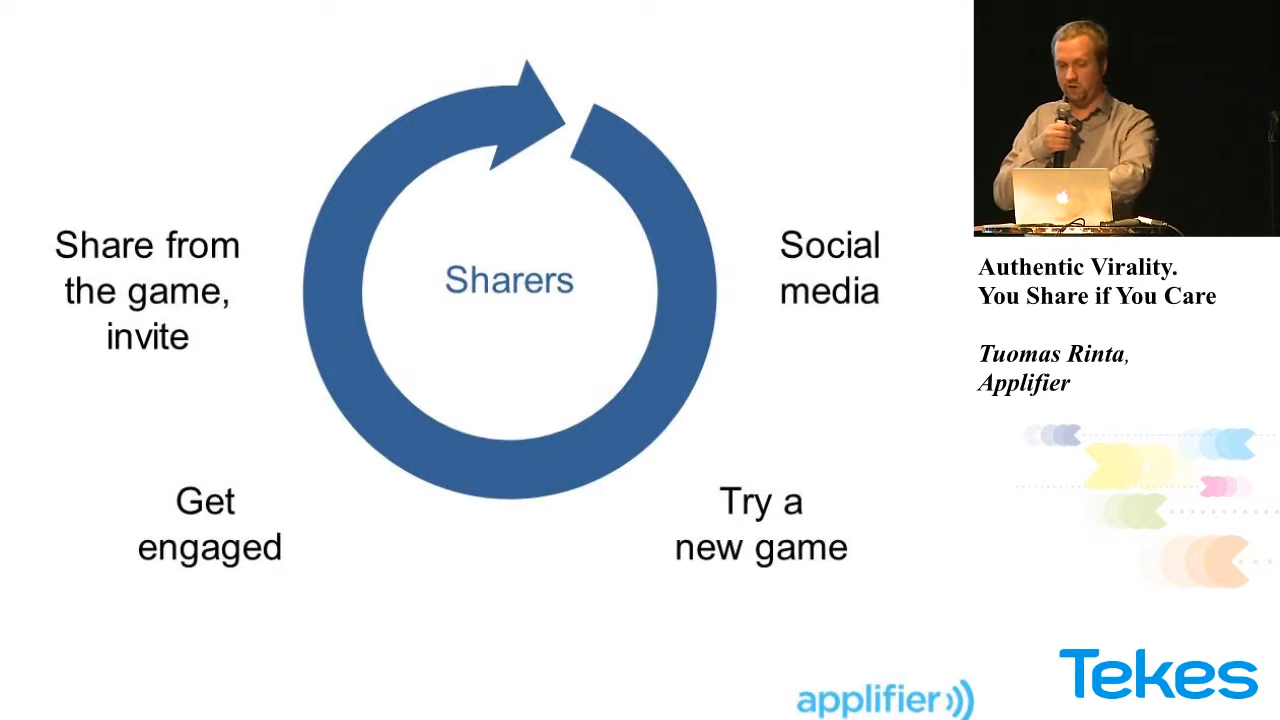 Share from
the game,
invite
Sharers
Social
media
Get
engaged
Try a
new game
applifier
Authentic Virality.
You Share if You Care
Tuomas Rinta,
Applifier
Tekes